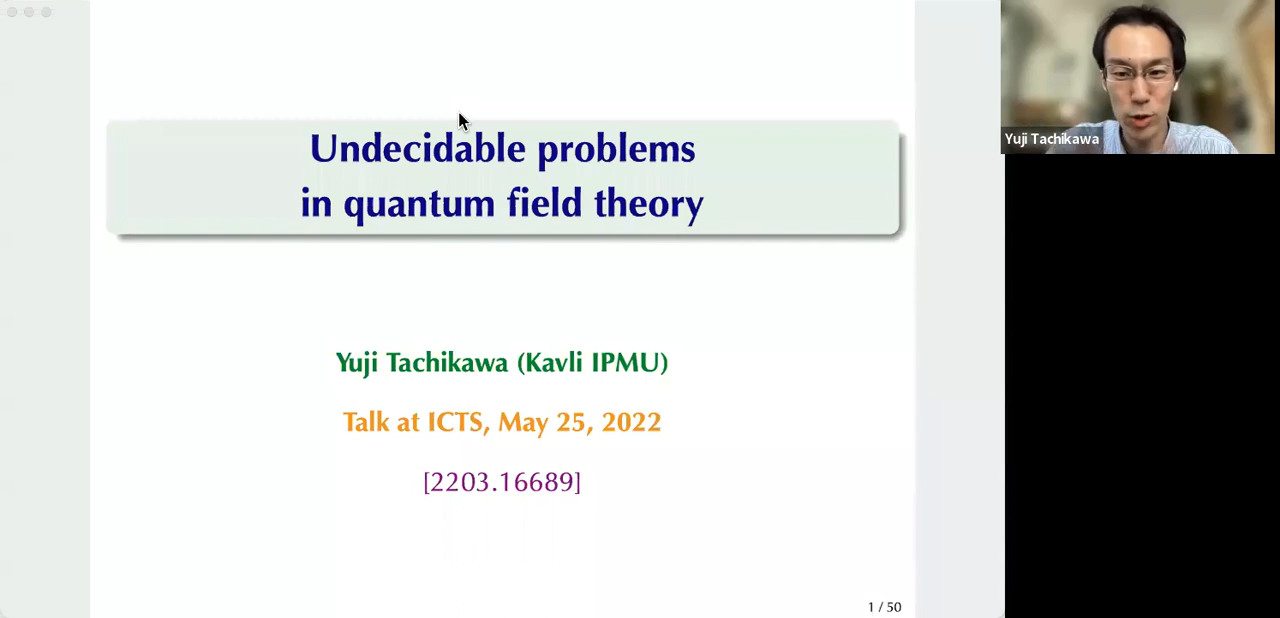 Undecidable problems
in quantum field theory
Yuji Tachikawa (Kavli IPMU)
Talk at ICTS, May 25, 2022
[2203.16689]
1 / 50
Yuji Tachikawa